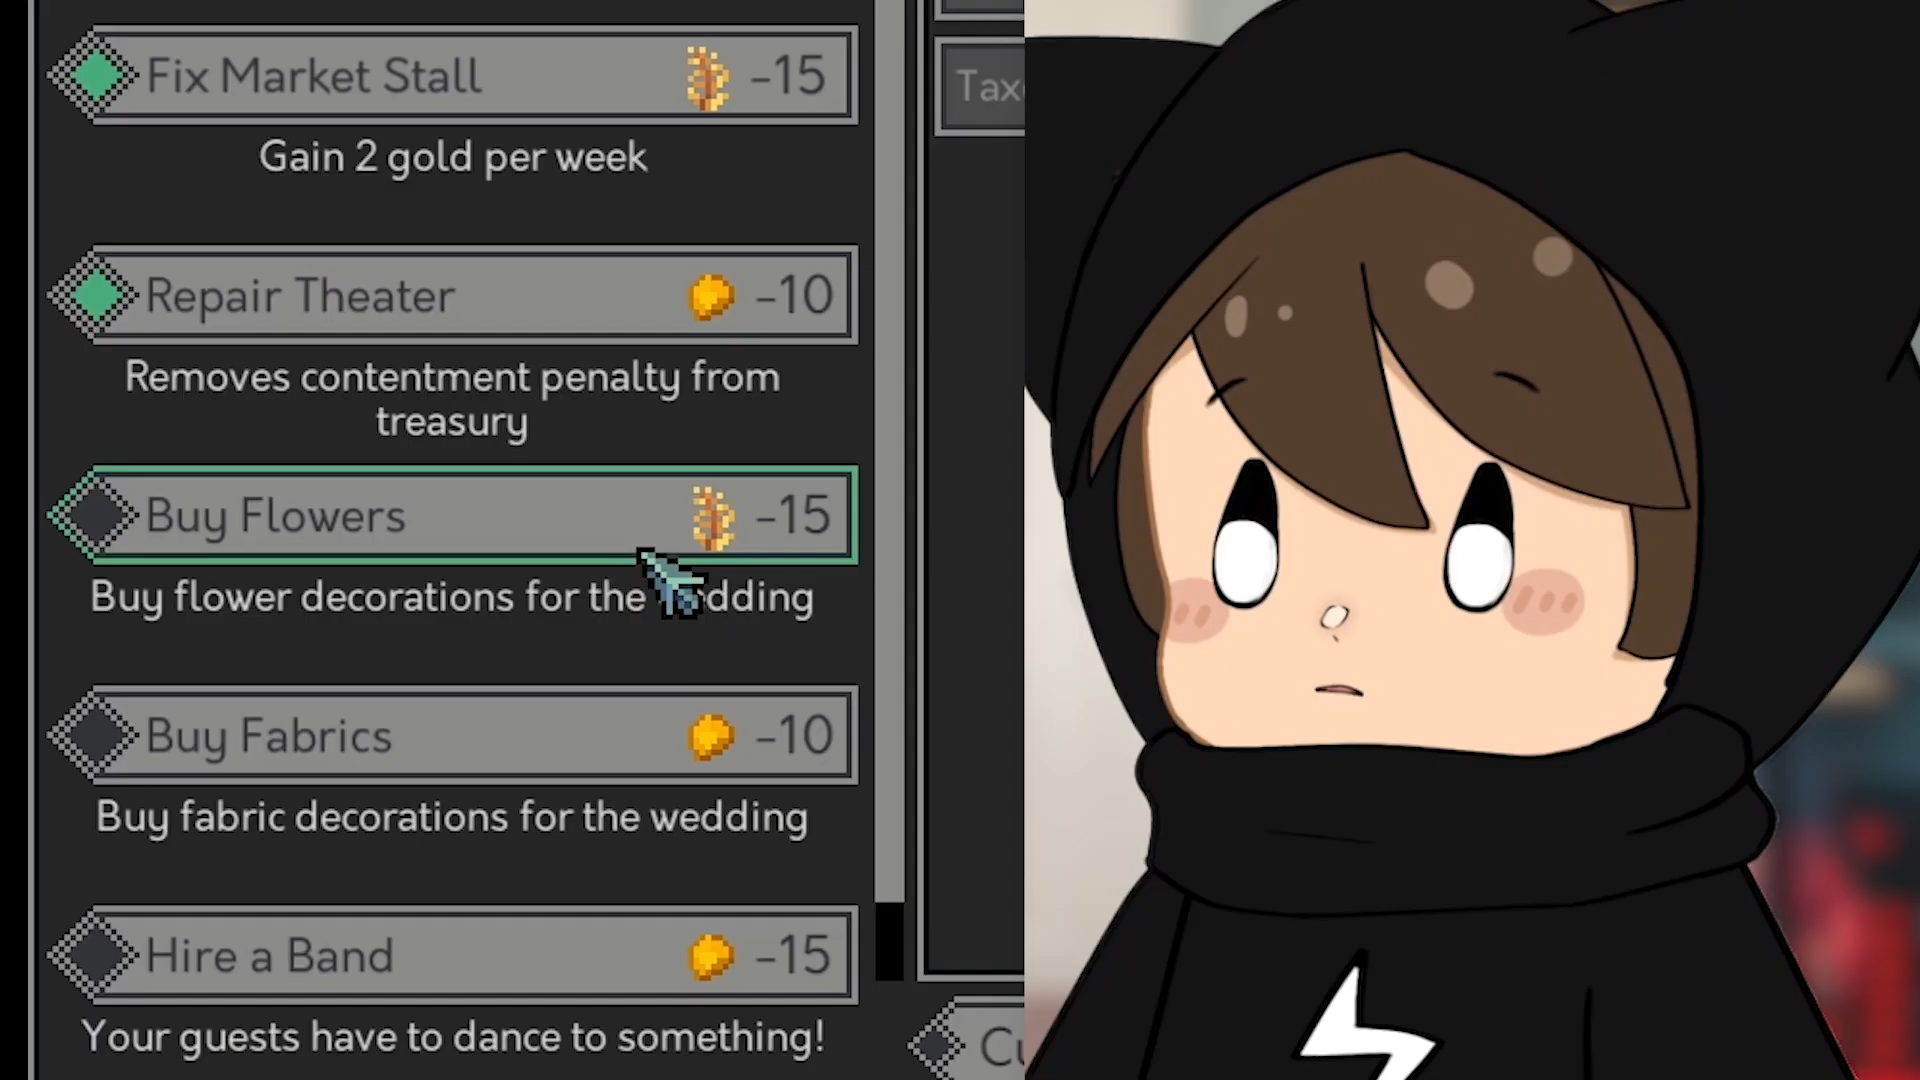 Fix Market Stall -15
Gain 2 gold per week
Repair Theater -10
Removes contentment penalty from
treasury
Buy Flowers -15
Buy flower decorations for the
Buy Fabrics -10
Buy fabric decorations for the wedding
Hire a Band -15
Your guests have to dance to something!